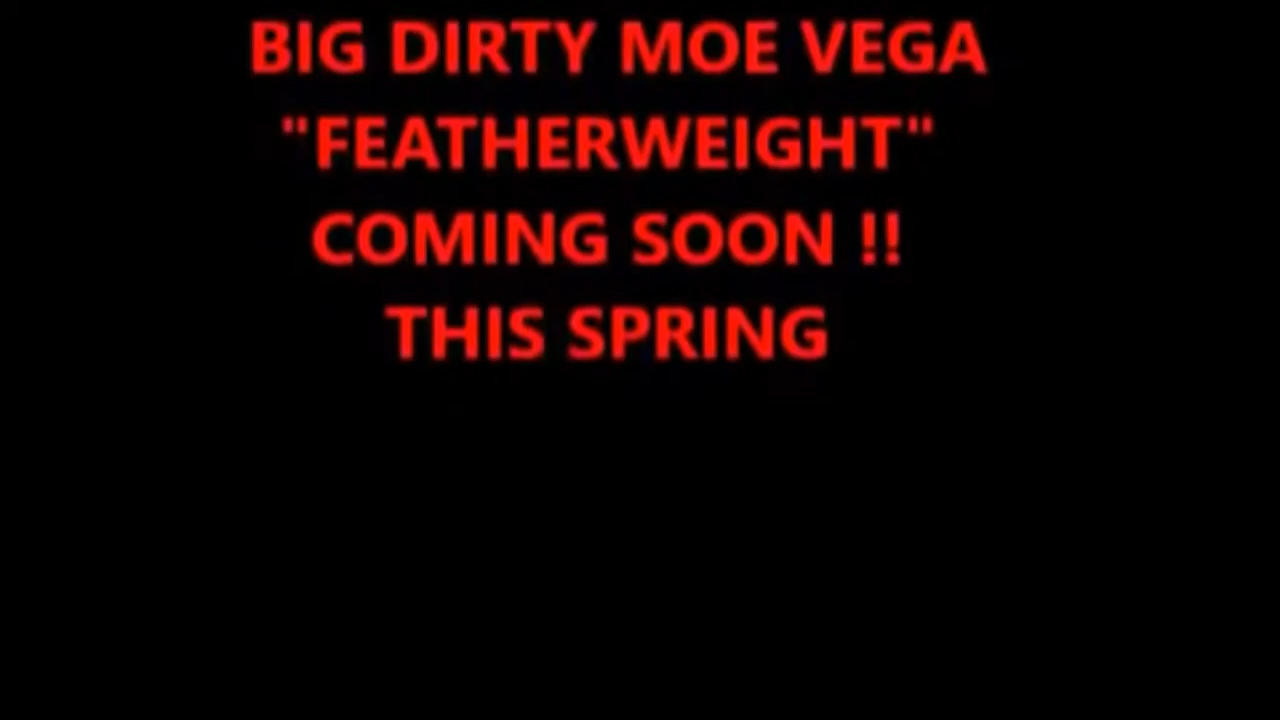 BIG DIRTY MOE VEGA
"FEATHERWEIGHT"
COMING SOON !!
THIS SPRING